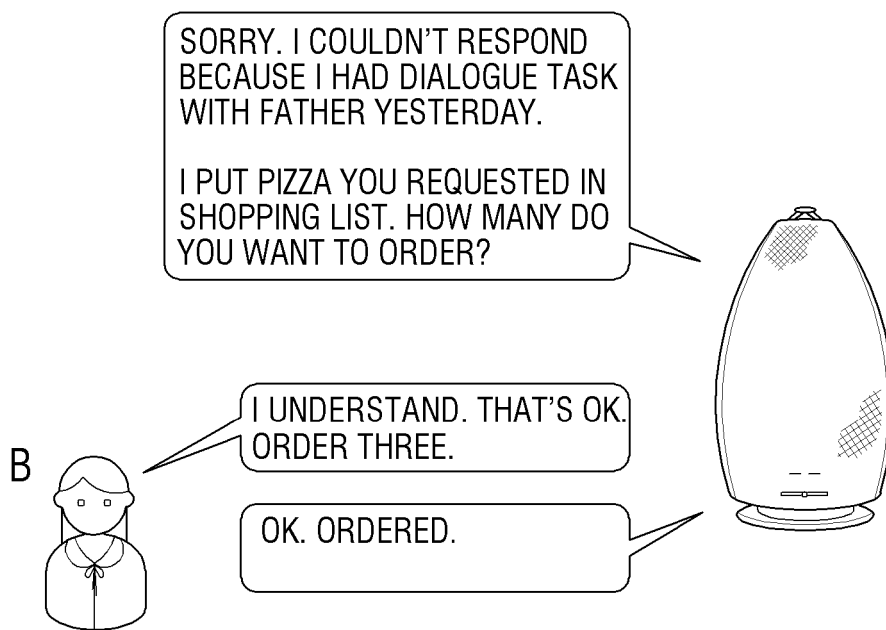 SORRY. I COULDN'T RESPOND
BECAUSE I HAD DIALOGUE TASK
WITH FATHER YESTERDAY.
I PUT PIZZA YOU REQUESTED IN
SHOPPING LIST. HOW MANY DO
YOU WANT TO ORDER?
I UNDERSTAND. THAT'S OK.
ORDER THREE.
B
OK. ORDERED.